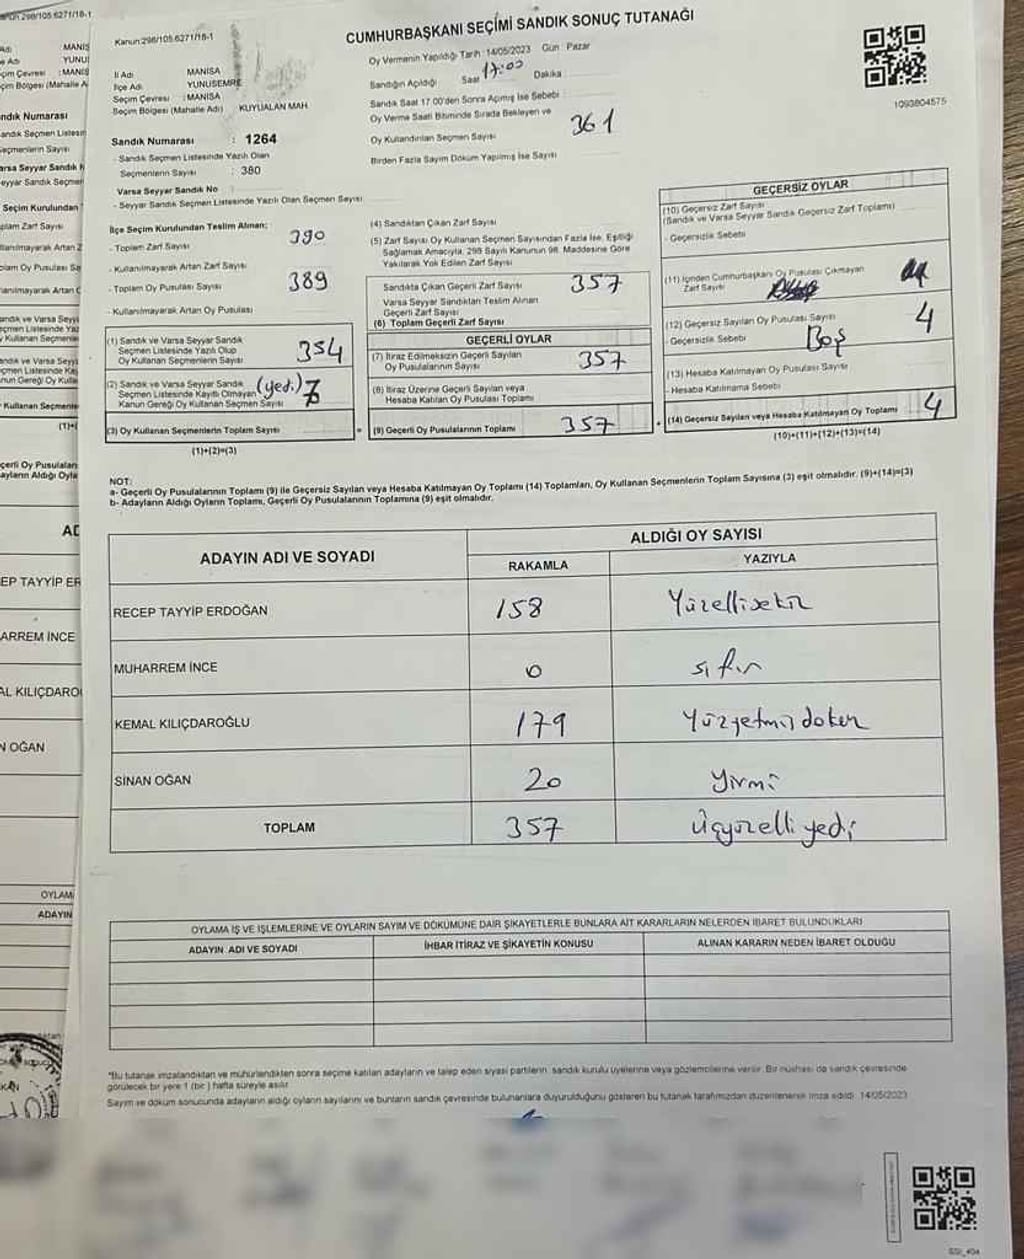 CUMHURBAŞKANI SEÇİMİ SANDIK SONUÇ TUTANAĞI
Kanun:298/105.6271/18-1
İl Adı MANİSA
İlçe Adı YUNUSEMRE
Seçim Çevresi : MANİSA
Seçim Bölgesi (Mahalle Adı) KUYUALAN MAH
Sandık Numarası : 1264
- Sandık Seçmen Listesinde Yazılı Olan
Seçmenlerin Sayısı : 380
Varsa Seyyar Sandık No
- Seyyar Sandık Seçmen Listesinde Yazılı Olan Seçmen Sayısı
Oy Vermenin Yapıldığı Tarih : 14/05/2023 Gün : Pazar
Sandığın Açıldığı Saat 17:00 Dakika
Sandık Saat 17.00'den Sonra Açımış İse Sebebi :
Oy Verme Saati Bitiminde Sırada Bekleyen ve
Oy Kullandırılan Seçmen Sayısı 361
Birden Fazla Sayım Döküm Yapılmış İse Sayısı
1093804575
İlçe Seçim Kurulundan Teslim Alınan;
- Toplam Zarf Sayısı 390
- Kullanılmayarak Artan Zarf Sayısı
- Toplam Oy Pusulası Sayısı 389
- Kullanılmayarak Artan Oy Pusulası
(1) Sandık ve Varsa Seyyar Sandık
Seçmen Listesinde Yazılı Olup
Oy Kullanan Seçmenlerin Sayısı 354
(2) Sandık ve Varsa Seyyar Sandık
Seçmen Listesinde Kayıtlı Olmayan
Kanun Gereği Oy Kullanan Seçmen Sayısı (yedi) 7
(3) Oy Kullanan Seçmenlerin Toplam Sayısı
(1)+(2)=(3)
(4) Sandıktan Çıkan Zarf Sayısı
(5) Zarf Sayısı Oy Kullanan Seçmen Sayısından Fazla İse, Eşitliği
Sağlamak Amacıyla, 298 Sayılı Kanunun 98. Maddesine Göre
Yakılarak Yok Edilen Zarf Sayısı
Sandıkta Çıkan Geçerli Zarf Sayısı 357
Varsa Seyyar Sandıktan Teslim Alınan
Geçerli Zarf Sayısı
(6) Toplam Geçerli Zarf Sayısı
GEÇERLİ OYLAR
(7) İtiraz Edilmeksizin Geçerli Sayılan
Oy Pusulasının Sayısı 357
(8) İtiraz Üzerine Geçerli Sayılan veya
Hesaba Katılan Oy Pusulası Toplamı
(9) Geçerli Oy Pusulalarının Toplamı 357
GEÇERSİZ OYLAR
(10) Geçersiz Zarf Sayısı
(Sandık ve Varsa Seyyar Sandık Geçersiz Zarf Toplamı)
- Geçersizlik Sebebi
(11) İçinden Cumhurbaşkanı Oy Pusulası Çıkmayan
Zarf Sayısı
(12) Geçersiz Sayılan Oy Pusulası Sayısı 4
- Geçersizlik Sebebi Boş
(13) Hesaba Katılmayan Oy Pusulası Sayısı
- Hesaba Katılmama Sebebi
(14) Geçersiz Sayılan veya Hesaba Katılmayan Oy Toplamı 4
(10)+(11)+(12)+(13)=(14)
NOT:
a- Geçerli Oy Pusulalarının Toplamı (9) ile Geçersiz Sayılan veya Hesaba Katılmayan Oy Toplamı (14) Toplamları, Oy Kullanan Seçmenlerin Toplam Sayısına (3) eşit olmalıdır. (9)+(14)=(3)
b- Adayların Aldığı Oyların Toplamı, Geçerli Oy Pusulalarının Toplamına (9) eşit olmalıdır.
ADAYIN ADI VE SOYADI ALDIĞI OY SAYISI
RAKAMLA YAZIYLA
RECEP TAYYİP ERDOĞAN 158 Yüzellisekiz
MUHARREM İNCE 0 sıfır
KEMAL KILIÇDAROĞLU 179 Yüzyetmişdokuz
SİNAN OĞAN 20 Yirmi
TOPLAM 357 Üçyüzelliyedi
OYLAMA İŞ VE İŞLEMLERİNE VE OYLARIN SAYIM VE DÖKÜMÜNE DAİR ŞİKAYETLERLE BUNLARA AİT KARARLARIN NELERDEN İBARET BULUNDUKLARI
ADAYIN ADI VE SOYADI İHBAR İTİRAZ VE ŞİKAYETİN KONUSU ALINAN KARARIN NEDEN İBARET OLDUĞU
*Bu tutanak imzalandıktan ve mühürlendikten sonra seçime katılan adayların ve talep eden siyasi partilerin, sandık kurulu üyelerine veya gözlemcilerine verilir. Bir nüshası da sandık çevresinde
görülecek bir yere 1 (bir) hafta süreyle asılır.
Sayım ve döküm sonucunda adayların aldığı oyların sayılarını ve bunların sandık çevresinde bulunanlara duyurulduğunu gösteren bu tutanak tarafımızdan düzenlenerek imza edildi. 14/05/2023